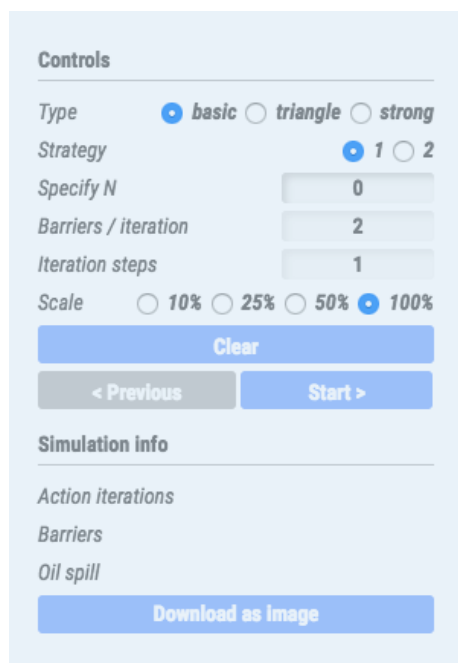 Controls
Type basic triangle strong
Strategy 1 2
Specify N 0
Barriers / iteration 2
Iteration steps 1
Scale 10% 25% 50% 100%
Clear
< Previous Start >
Simulation info
Action iterations
Barriers
Oil spill
Download as image